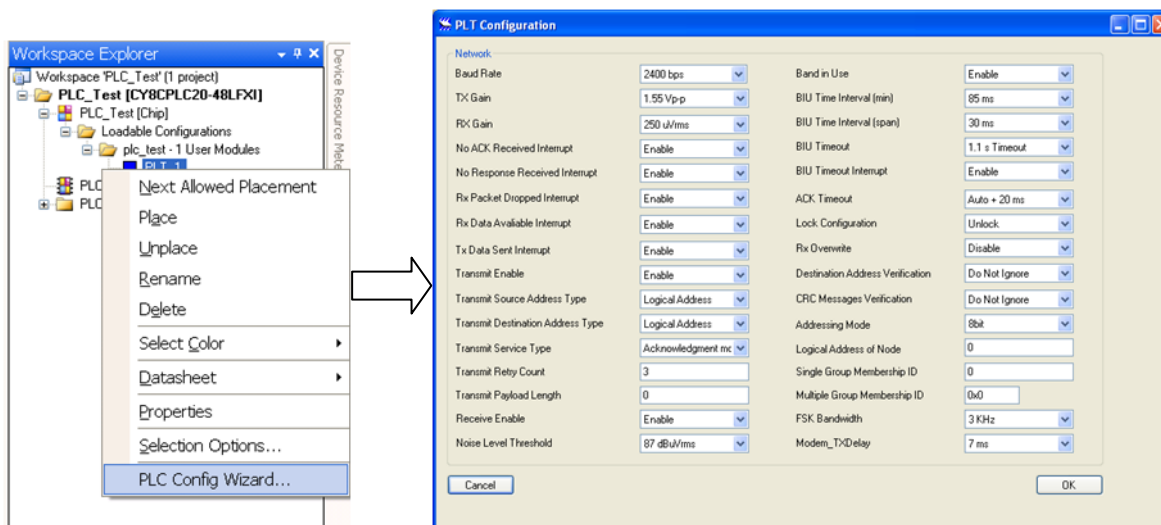 Workspace Explorer
Workspace 'PLC_Test' (1 project)
PLC_Test [CY8CPLC20-48LFXI]
PLC_Test [Chip]
Loadable Configurations
plc_test - 1 User Modules
PLT_1
PLC
PLC
Device Resource Mete
Next Allowed Placement
Place
Unplace
Rename
Delete
Select Color
Datasheet
Properties
Selection Options...
PLC Config Wizard...
PLT Configuration
Network
Baud Rate 2400 bps Band in Use Enable
TX Gain 1.55 Vp-p BIU Time Interval (min) 85 ms
RX Gain 250 uVrms BIU Time Interval (span) 30 ms
No ACK Received Interrupt Enable BIU Timeout 1.1 s Timeout
No Response Received Interrupt Enable BIU Timeout Interrupt Enable
Rx Packet Dropped Interrupt Enable ACK Timeout Auto + 20 ms
Rx Data Avaliable Interrupt Enable Lock Configuration Unlock
Tx Data Sent Interrupt Enable Rx Overwrite Disable
Transmit Enable Enable Destination Address Verification Do Not Ignore
Transmit Source Address Type Logical Address CRC Messages Verification Do Not Ignore
Transmit Destination Address Type Logical Address Addressing Mode 8bit
Transmit Service Type Acknowledgment mc Logical Address of Node 0
Transmit Retry Count 3 Single Group Membership ID 0
Transmit Payload Length 0 Multiple Group Membership ID 0x0
Receive Enable Enable FSK Bandwidth 3 KHz
Noise Level Threshold 87 dBuVrms Modem_TXDelay 7 ms
Cancel OK